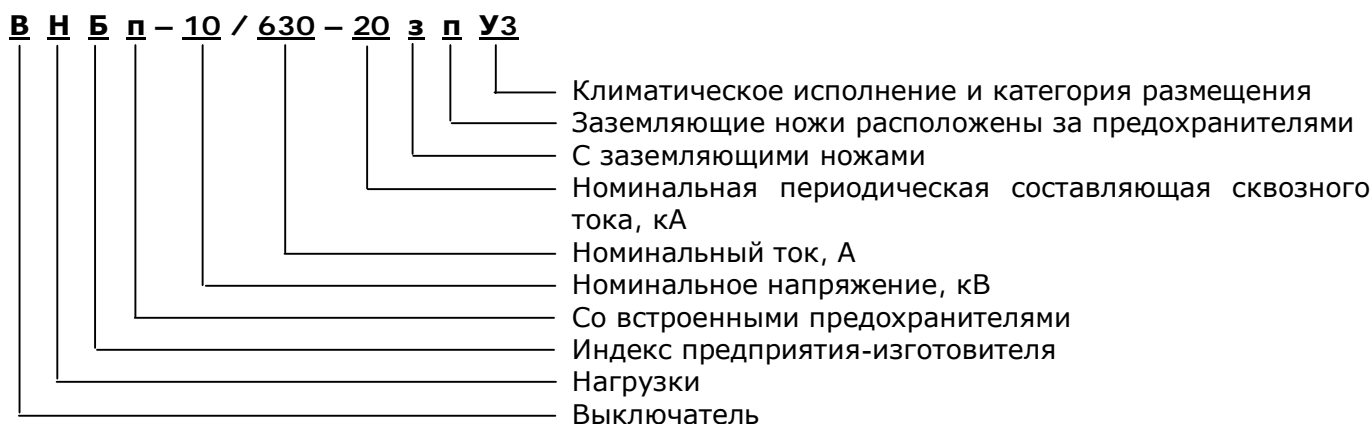 В Н Б п – 10 / 630 – 20 з п У3
Климатическое исполнение и категория размещения
Заземляющие ножи расположены за предохранителями
С заземляющими ножами
Номинальная периодическая составляющая сквозного
тока, кА
Номинальный ток, А
Номинальное напряжение, кВ
Со встроенными предохранителями
Индекс предприятия-изготовителя
Нагрузки
Выключатель